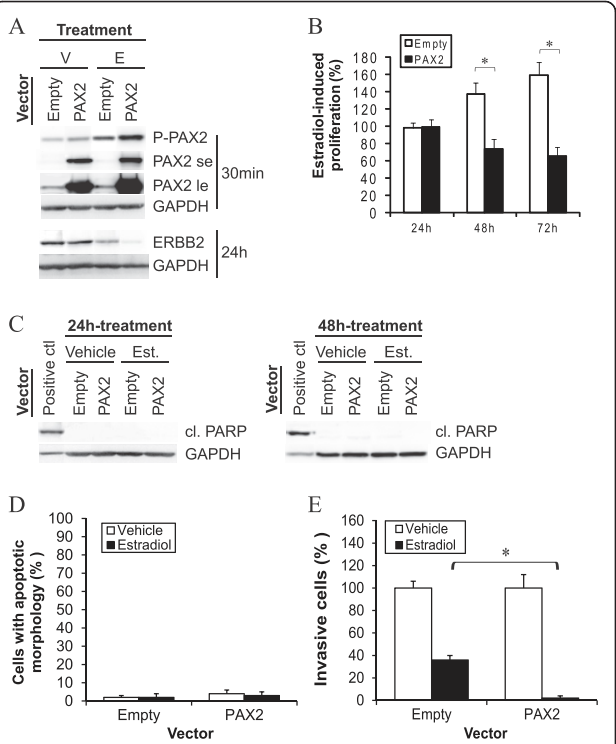 A
Treatment
V E
Vector
Empty
PAX2
Empty
PAX2
P-PAX2
PAX2 se
PAX2 le
GAPDH
30min
ERBB2
GAPDH
24h
B
Estradiol-induced
proliferation (%)
Empty
PAX2
180
160
140
120
100
80
60
40
20
0
* *
24h 48h 72h
C
24h-treatment
Vehicle Est.
Vector
Positive ctl
Empty
PAX2
Empty
PAX2
cl. PARP
GAPDH
48h-treatment
Vehicle Est.
Vector
Positive ctl
Empty
PAX2
Empty
PAX2
cl. PARP
GAPDH
D
Cells with apoptotic
morphology (%)
100
90
80
70
60
50
40
30
20
10
0
Vehicle
Estradiol
Empty PAX2
Vector
E
Invasive cells (%)
160
140
120
100
80
60
40
20
0
Vehicle
Estradiol
*
Empty PAX2
Vector